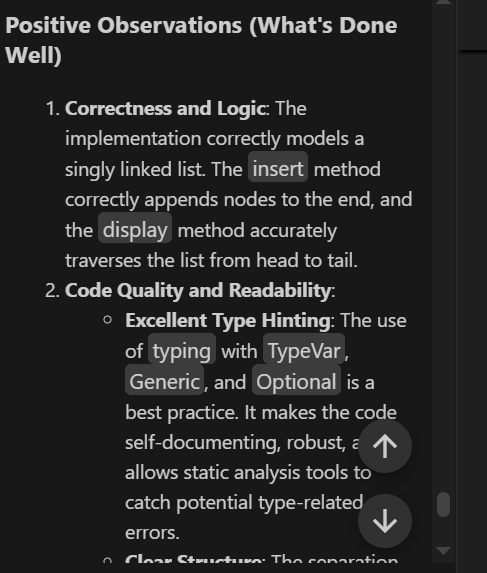 Positive Observations (What's Done
Well)
1. Correctness and Logic: The
implementation correctly models a
singly linked list. The insert method
correctly appends nodes to the end, and
the display method accurately
traverses the list from head to tail.
2. Code Quality and Readability:
○ Excellent Type Hinting: The use
of typing with TypeVar,
Generic, and Optional is a
best practice. It makes the code
self-documenting, robust, a
allows static analysis tools to
catch potential type-related
errors.
○ Clear Structure: The separation